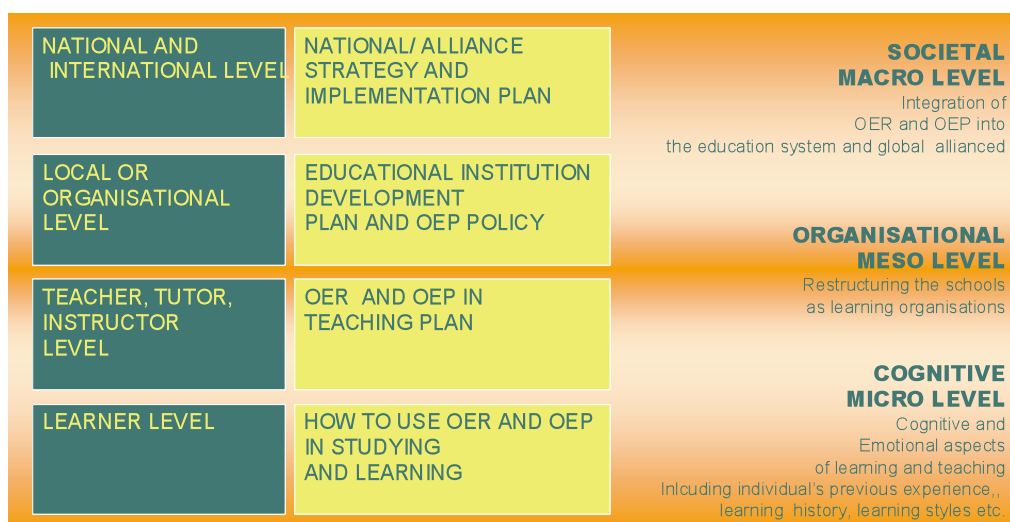 NATIONAL AND
INTERNATIONAL LEVEL
NATIONAL/ ALLIANCE
STRATEGY AND
IMPLEMENTATION PLAN
SOCIETAL
MACRO LEVEL
Integration of
OER and OEP into
the education system and global allianced
LOCAL OR
ORGANISATIONAL
LEVEL
EDUCATIONAL INSTITUTION
DEVELOPMENT
PLAN AND OEP POLICY
ORGANISATIONAL
MESO LEVEL
Restructuring the schools
as learning organisations
TEACHER, TUTOR,
INSTRUCTOR
LEVEL
OER AND OEP IN
TEACHING PLAN
LEARNER LEVEL
HOW TO USE OER AND OEP
IN STUDYING
AND LEARNING
COGNITIVE
MICRO LEVEL
Cognitive and
Emotional aspects
of learning and teaching
Inlcuding individual's previous experience,,
learning history, learning styles etc.